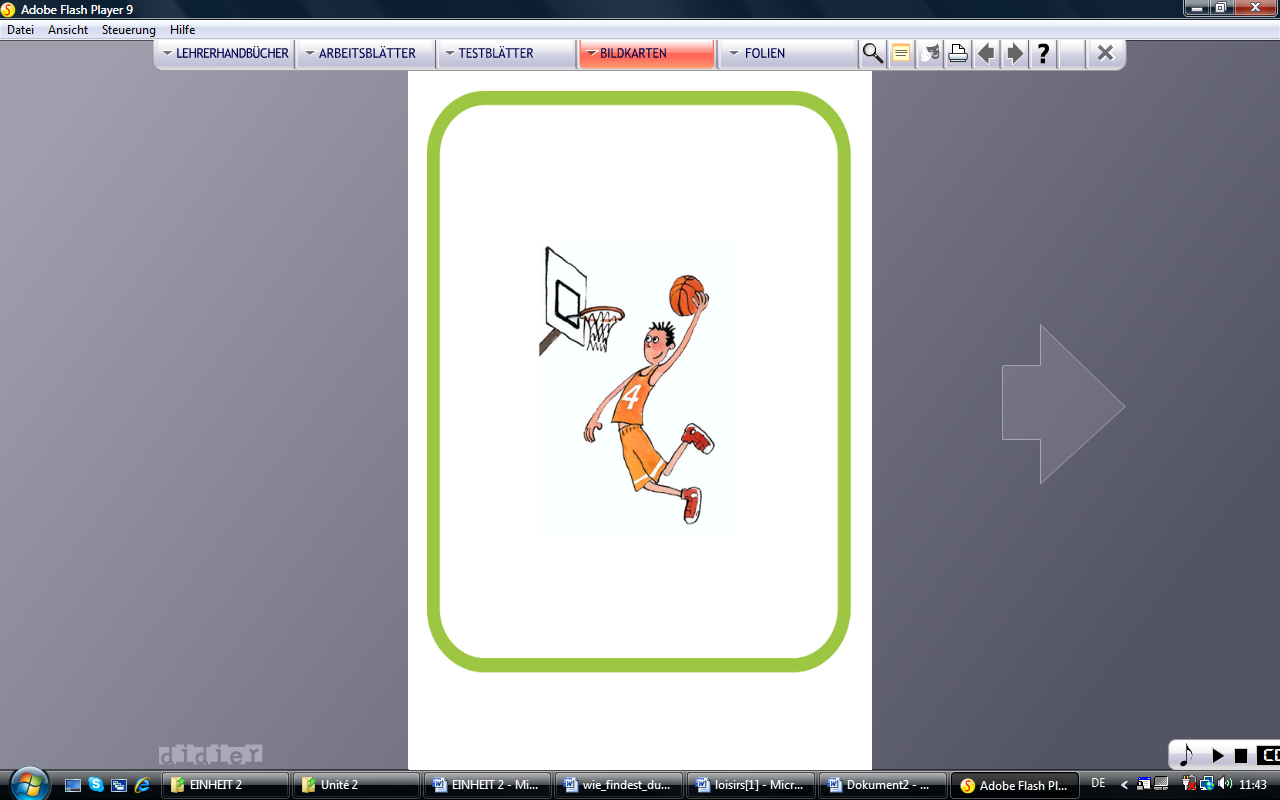 Adobe Flash Player 9
Datei Ansicht Steuerung Hilfe
LEHRERHANDBÜCHER ARBEITSBLÄTTER TESTBLÄTTER BILDKARTEN FOLIEN ?
4
didier
CD
EINHEIT 2 Unité 2 EINHEIT 2 - Mi... wie_findest_du... loisirs[1] - Micr... Dokument2 - ... Adobe Flash Pl... DE 11:43